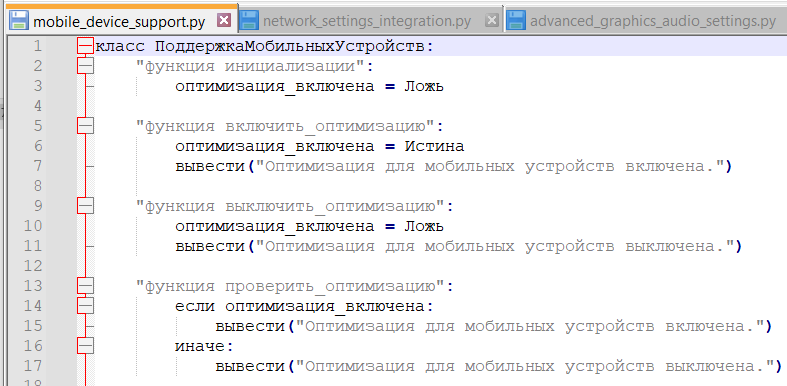 mobile_device_support.py network_settings_integration.py advanced_graphics_audio_settings.py
1 класс ПоддержкаМобильныхУстройств:
2 "функция инициализации":
3 оптимизация_включена = Ложь
4
5 "функция включить_оптимизацию":
6 оптимизация_включена = Истина
7 вывести("Оптимизация для мобильных устройств включена.")
8
9 "функция выключить_оптимизацию":
10 оптимизация_включена = Ложь
11 вывести("Оптимизация для мобильных устройств выключена.")
12
13 "функция проверить_оптимизацию":
14 если оптимизация_включена:
15 вывести("Оптимизация для мобильных устройств включена.")
16 иначе:
17 вывести("Оптимизация для мобильных устройств выключена.")